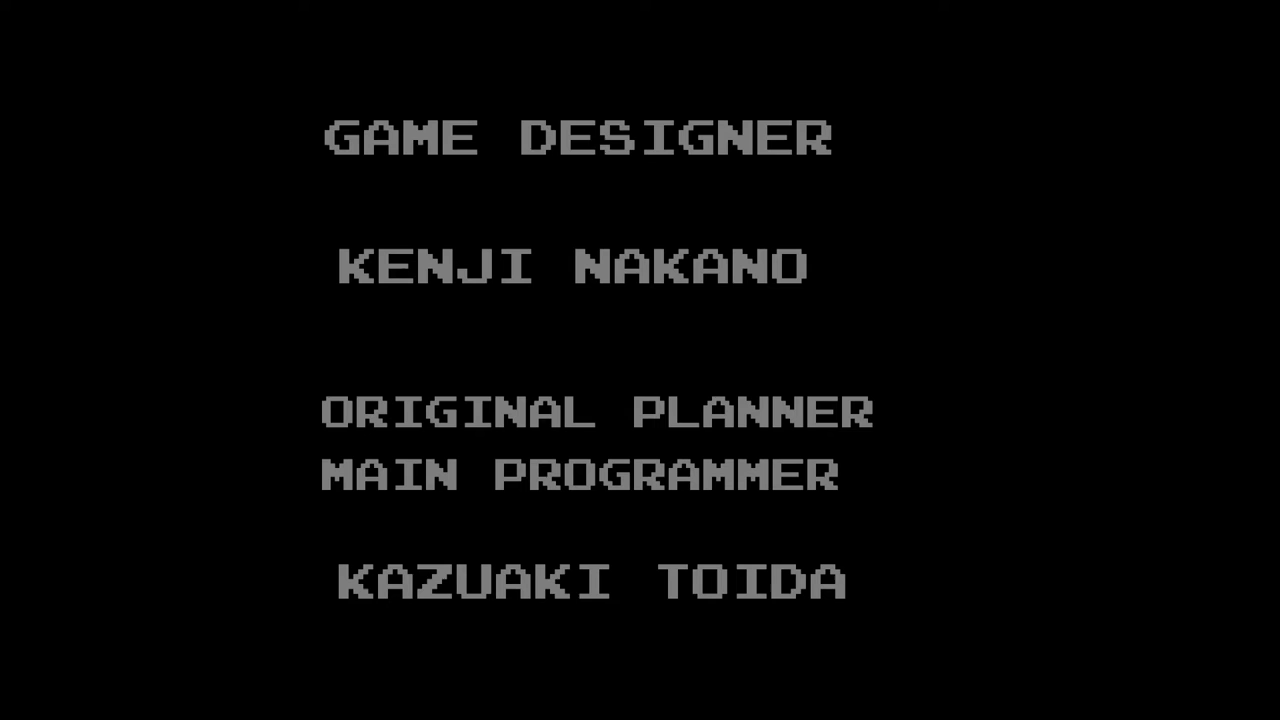 GAME DESIGNER
KENJI NAKANO
ORIGINAL PLANNER
MAIN PROGRAMMER
KAZUAKI TOIDA